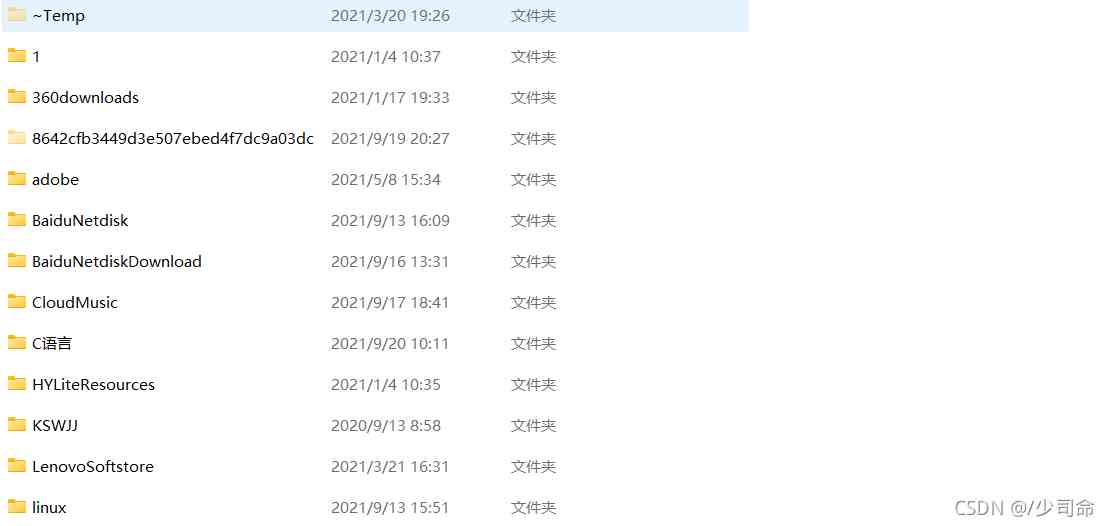 ~Temp 2021/3/20 19:26 文件夹
1 2021/1/4 10:37 文件夹
360downloads 2021/1/17 19:33 文件夹
8642cfb3449d3e507ebed4f7dc9a03dc 2021/9/19 20:27 文件夹
adobe 2021/5/8 15:34 文件夹
BaiduNetdisk 2021/9/13 16:09 文件夹
BaiduNetdiskDownload 2021/9/16 13:31 文件夹
CloudMusic 2021/9/17 18:41 文件夹
C语言 2021/9/20 10:11 文件夹
HYLiteResources 2021/1/4 10:35 文件夹
KSWJJ 2020/9/13 8:58 文件夹
LenovoSoftstore 2021/3/21 16:31 文件夹
linux 2021/9/13 15:51 文件夹
CSDN @/少司命